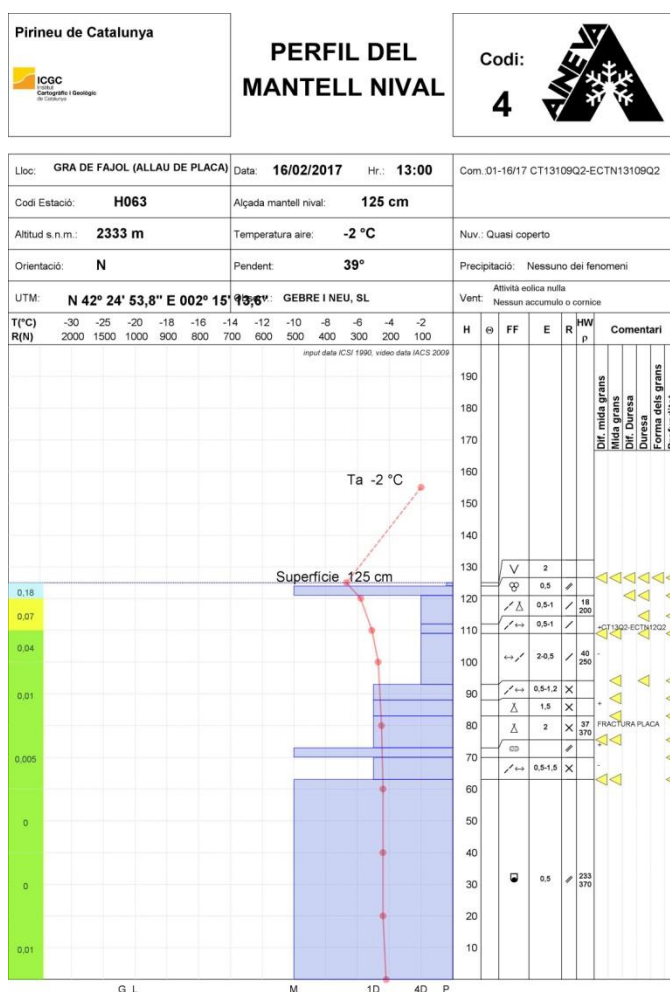 Pirineu de Catalunya
ICGC
Institut
Cartogràfic i Geològic
de Catalunya
PERFIL DEL
MANTELL NIVAL
Codi:
4
AINEVA
Lloc: GRA DE FAJOL (ALLAU DE PLACA) Data: 16/02/2017 Hr.: 13:00 Com.:01-16/17 CT13109Q2-ECTN13109Q2
Codi Estació: H063 Alçada mantell nival: 125 cm
Altitud s.n.m.: 2333 m Temperatura aire: -2 °C Nuv.: Quasi coperto
Orientació: N Pendent: 39° Precipitació: Nessuno dei fenomeni
UTM: N 42° 24' 53,8" E 002° 15' 13,6" GEBRE I NEU, SL Vent: Attività eolica nulla
Nessun accumulo o cornice
T(°C) -30 -25 -20 -18 -16 -14 -12 -10 -8 -6 -4 -2 H Θ FF E R HW Comentari
R(N) 2000 1500 1000 900 800 700 600 500 400 300 200 100 ρ
input data ICSI 1990, video data IACS 2009
Dif. mida grans
Mida grans
Dif. Duresa
Duresa
Forma dels grans
190
180
170
160
Ta -2 °C
150
140
130
2
Superfície 125 cm
0,18
0,5
120
0,5-1 18
200
0,07
0,5-1
110
+CT13Q2-ECTN12Q2
0,04
100
2-0,5 40
250
-
0,01
90
0,5-1,2
1,5
+
80
2 37
370
FRACTURA PLACA
+
0,005
70
0,5-1,5
-
60
0
50
40
0
30
0,5 233
370
20
0,01
10
G L M 1D 4D P